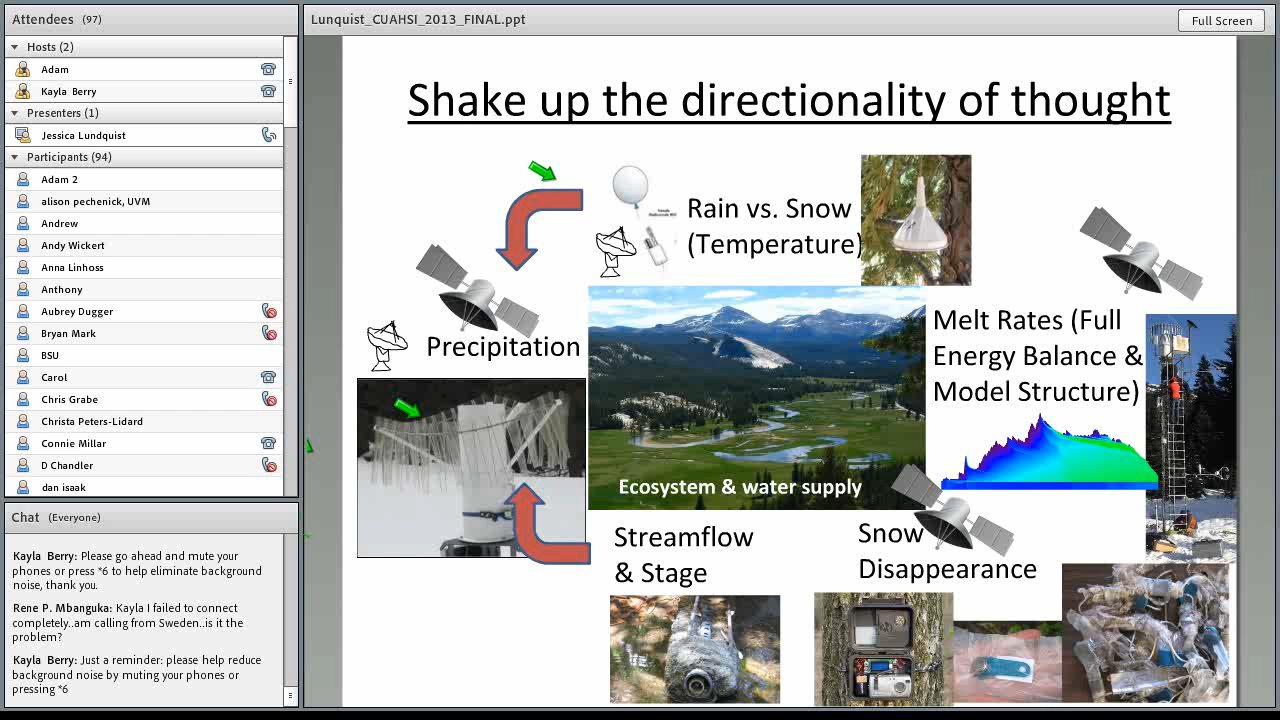 Attendees (97)
Hosts (2)
Adam
Kayla Berry
Presenters (1)
Jessica Lundquist
Participants (94)
Adam 2
alison pechenick, UVM
Andrew
Andy Wickert
Anna Linhoss
Anthony
Aubrey Dugger
Bryan Mark
BSU
Carol
Chris Grabe
Christa Peters-Lidard
Connie Millar
D Chandler
dan isaak
Chat (Everyone)
Kayla Berry: Please go ahead and mute your
phones or press *6 to help eliminate background
noise, thank you.
Rene P. Mbanguka: Kayla I failed to connect
completely..am calling from Sweden..is it the
problem?
Kayla Berry: Just a reminder: please help reduce
background noise by muting your phones or
pressing *6
Lunquist_CUAHSI_2013_FINAL.ppt
Full Screen
Shake up the directionality of thought
Rain vs. Snow
(Temperature)
Precipitation
Melt Rates (Full
Energy Balance &
Model Structure)
Ecosystem & water supply
Streamflow
& Stage
Snow
Disappearance